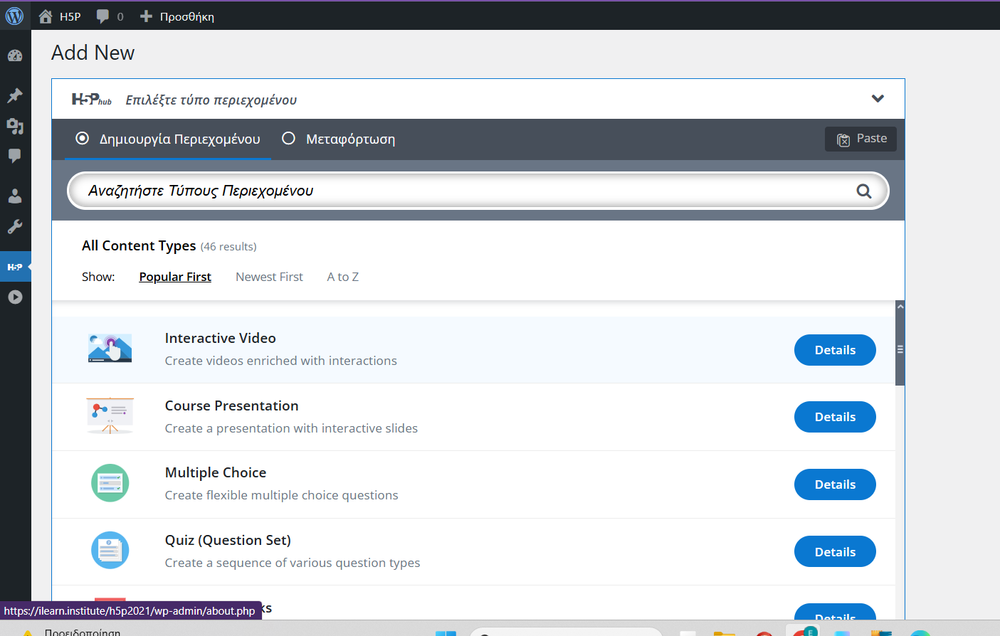 H5P 0 Προσθήκη
Add New
H5P hub Επιλέξτε τύπο περιεχομένου
Δημιουργία Περιεχομένου Μεταφόρτωση Paste
Αναζητήστε Τύπους Περιεχομένου
All Content Types (46 results)
Show: Popular First Newest First A to Z
Interactive Video
Create videos enriched with interactions
Details
Course Presentation
Create a presentation with interactive slides
Details
Multiple Choice
Create flexible multiple choice questions
Details
Quiz (Question Set)
Create a sequence of various question types
Details
Details
H5P
https://ilearn.institute/h5p2021/wp-admin/about.php
Προειδοποίηση
E